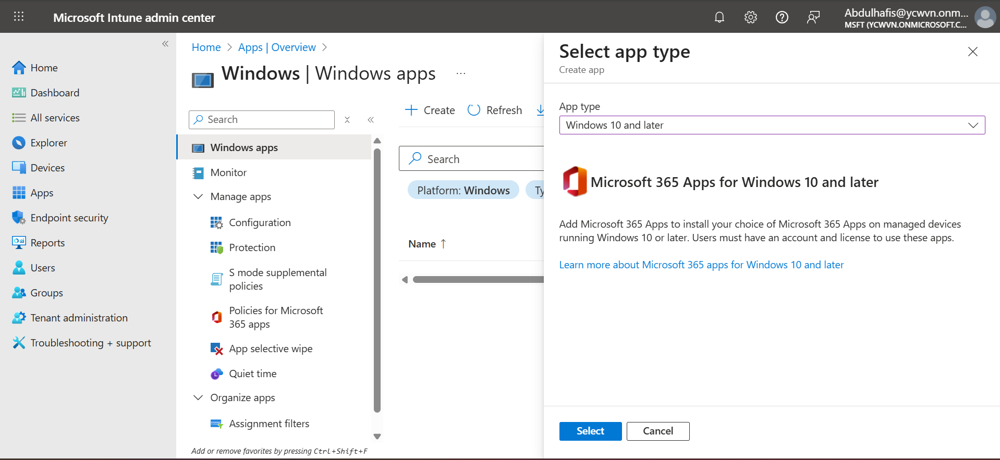 Microsoft Intune admin center
Abdulhafis@ycwvn.onm...
MSFT (YCWVN.ONMICROSOFT.C...
Home
Dashboard
All services
Explorer
Devices
Apps
Endpoint security
Reports
Users
Groups
Tenant administration
Troubleshooting + support
Home > Apps | Overview >
Windows | Windows apps ...
Search
Windows apps
Monitor
Manage apps
Configuration
Protection
S mode supplemental
policies
Policies for Microsoft
365 apps
App selective wipe
Quiet time
Organize apps
Assignment filters
Add or remove favorites by pressing Ctrl+Shift+F
Create
Refresh
Search
Platform: Windows
Ty
Name ↑
Select app type
Create app
App type
Windows 10 and later
Microsoft 365 Apps for Windows 10 and later
Add Microsoft 365 Apps to install your choice of Microsoft 365 Apps on managed devices
running Windows 10 or later. Users must have an account and license to use these apps.
Learn more about Microsoft 365 apps for Windows 10 and later
Select
Cancel